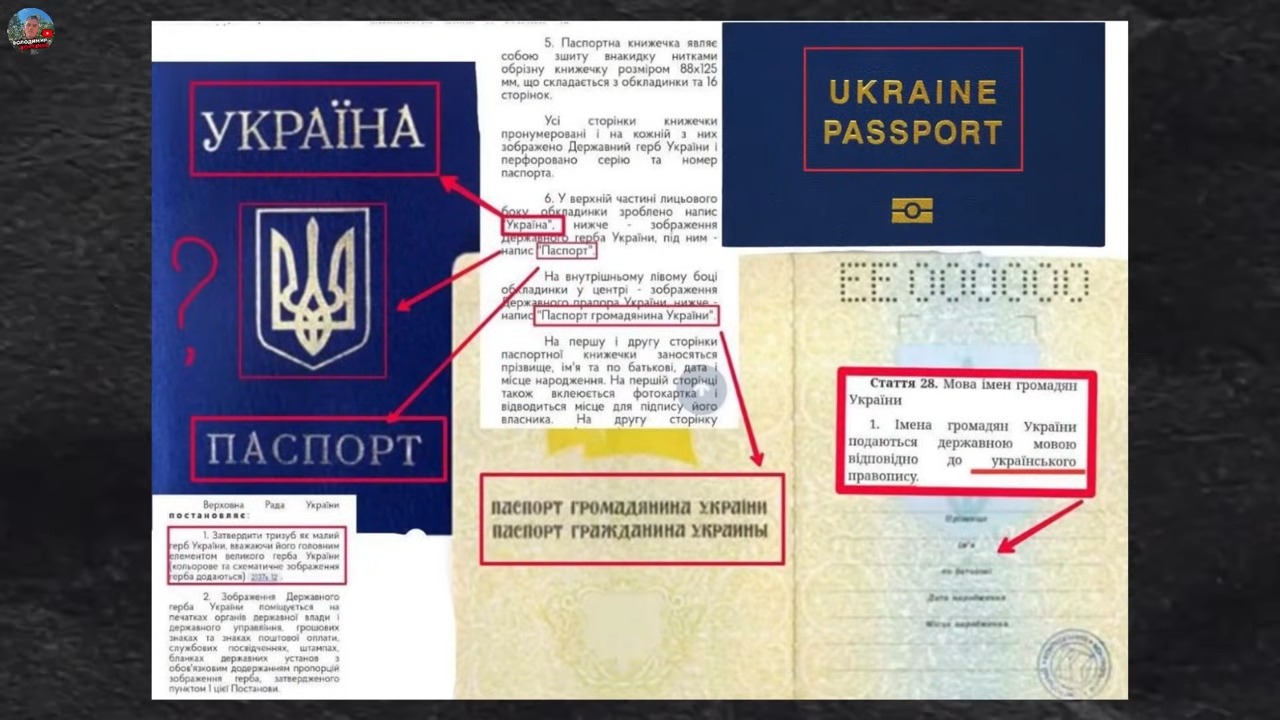 ВОЛОДИМИР
УКРАЇНА
?,
ПАСПОРТ
Верховна Рада України
постановляє:
1. Затвердити тризуб як малий
герб України, вважаючи його головним
елементом великого герба України
(кольорове та схематичне зображення
герба додаються)
2. Зображення Державного
герба України поміщується на
печатках органів державної влади і
державного управління, грошових
знаках та знаках поштової оплати,
службових посвідченнях, штампах,
бланках державних установ з
обов'язковим додержанням пропорцій
зображення герба, затвердженого
пунктом 1 цієї Постанови.
5. Паспортна книжечка являє
собою зшиту внакидку нитками
обрізну книжечку розміром 88х125
мм, що складається з обкладинки та 16
сторінок.
Усі сторінки книжечки
пронумеровані і на кожній з них
зображено Державний герб України і
перфоровано серію та номер
паспорта.
6. У верхній частині лицьового
боку обкладинки зроблено напис
"Україна", нижче - зображення
Державного герба України, під ним -
напис "Паспорт".
На внутрішньому лівому боці
обкладинки у центрі - зображення
Державного прапора України, нижче -
напис "Паспорт громадянина України".
На першу і другу сторінки
паспортної книжечки заносяться
прізвище, ім'я та по батькові, дата і
місце народження. На першій сторінці
також вклеюється фотокартка і
відводиться місце для підпису його
власника. На другу сторінку
UKRAINE
PASSPORT
ПАСПОРТ ГРОМАДЯНИНА УКРАЇНИ
ПАСПОРТ ГРАЖДАНИНА УКРАИНЫ
ЕЕ 000000
Стаття 28. Мова імен громадян
України
1. Імена громадян України
подаються державною мовою
відповідно до українського
правопису.
Прізвище
Ім'я
по батькові
Дата народження
Місце народження